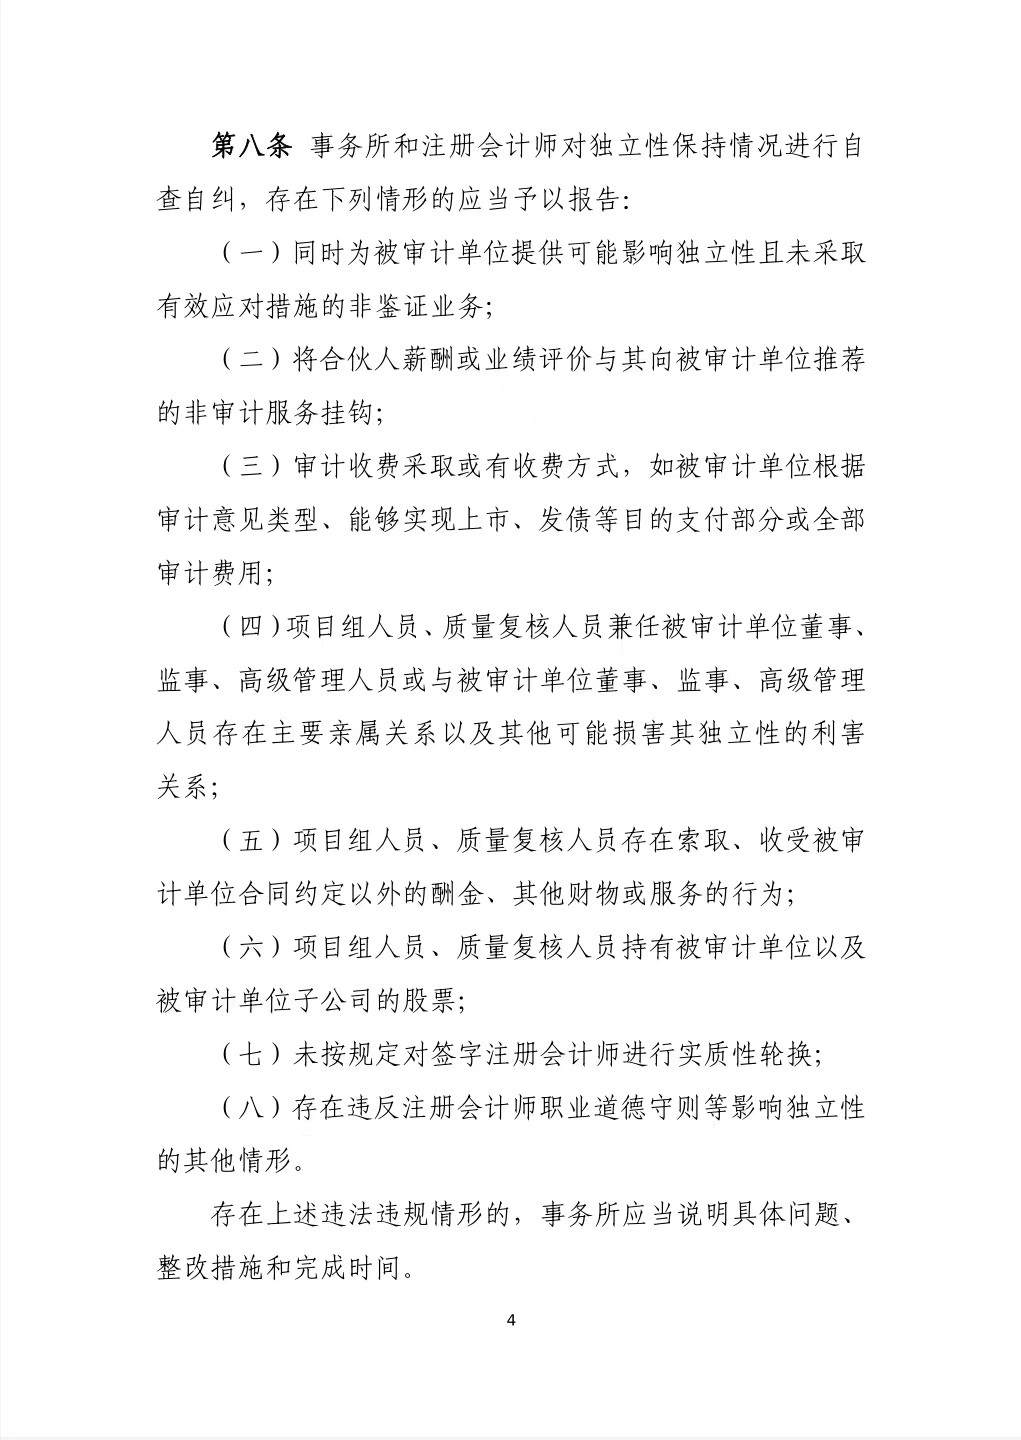 第八条 事务所和注册会计师对独立性保持情况进行自
查自纠，存在下列情形的应当予以报告：
（一）同时为被审计单位提供可能影响独立性且未采取
有效应对措施的非鉴证业务；
（二）将合伙人薪酬或业绩评价与其向被审计单位推荐
的非审计服务挂钩；
（三）审计收费采取或有收费方式，如被审计单位根据
审计意见类型、能够实现上市、发债等目的支付部分或全部
审计费用；
（四）项目组人员、质量复核人员兼任被审计单位董事、
监事、高级管理人员或与被审计单位董事、监事、高级管理
人员存在主要亲属关系以及其他可能损害其独立性的利害
关系；
（五）项目组人员、质量复核人员存在索取、收受被审
计单位合同约定以外的酬金、其他财物或服务的行为；
（六）项目组人员、质量复核人员持有被审计单位以及
被审计单位子公司的股票；
（七）未按规定对签字注册会计师进行实质性轮换；
（八）存在违反注册会计师职业道德守则等影响独立性
的其他情形。
存在上述违法违规情形的，事务所应当说明具体问题、
整改措施和完成时间。
4